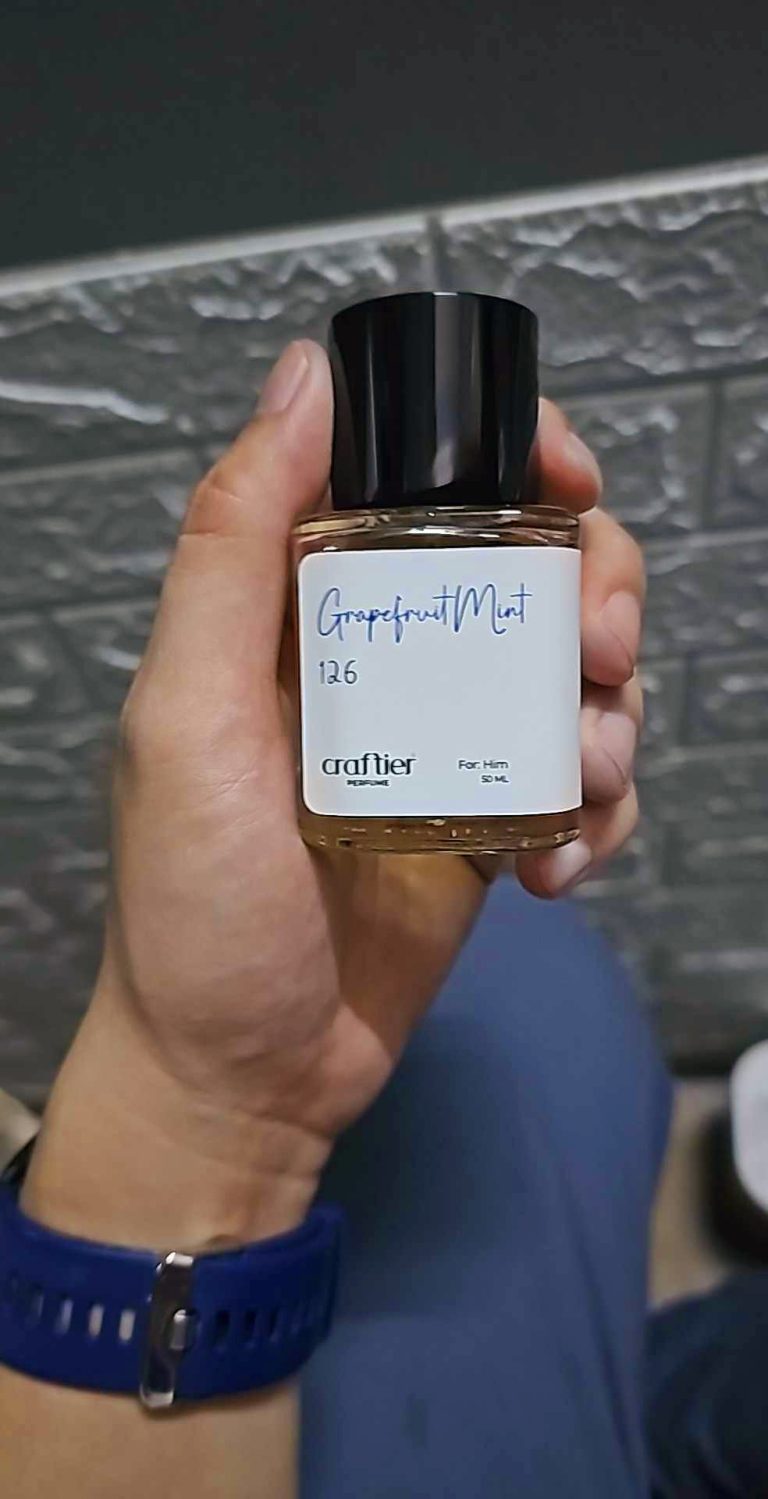 GrapefruitMint
126
craftier
PERFUME
For: Him
50 ML